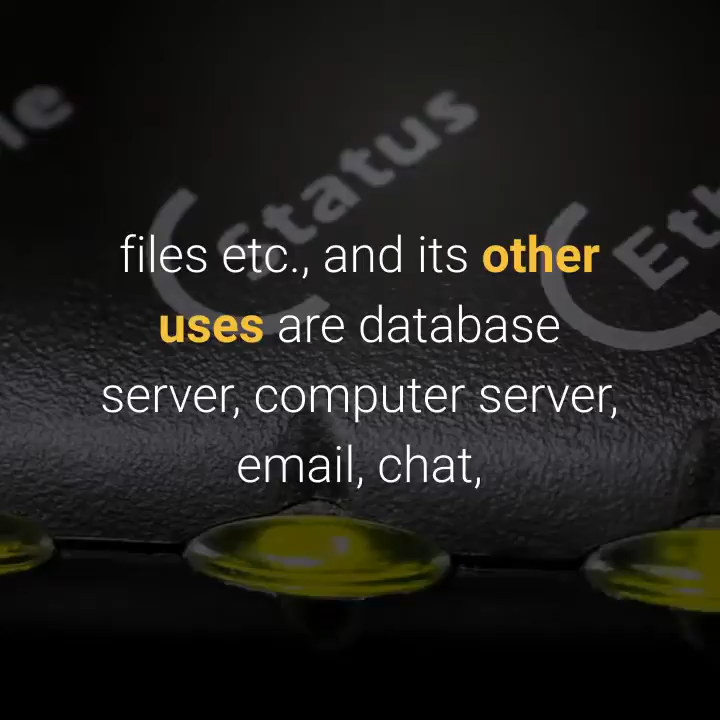 Status
files etc., and its other
uses are database
server, computer server,
email, chat,